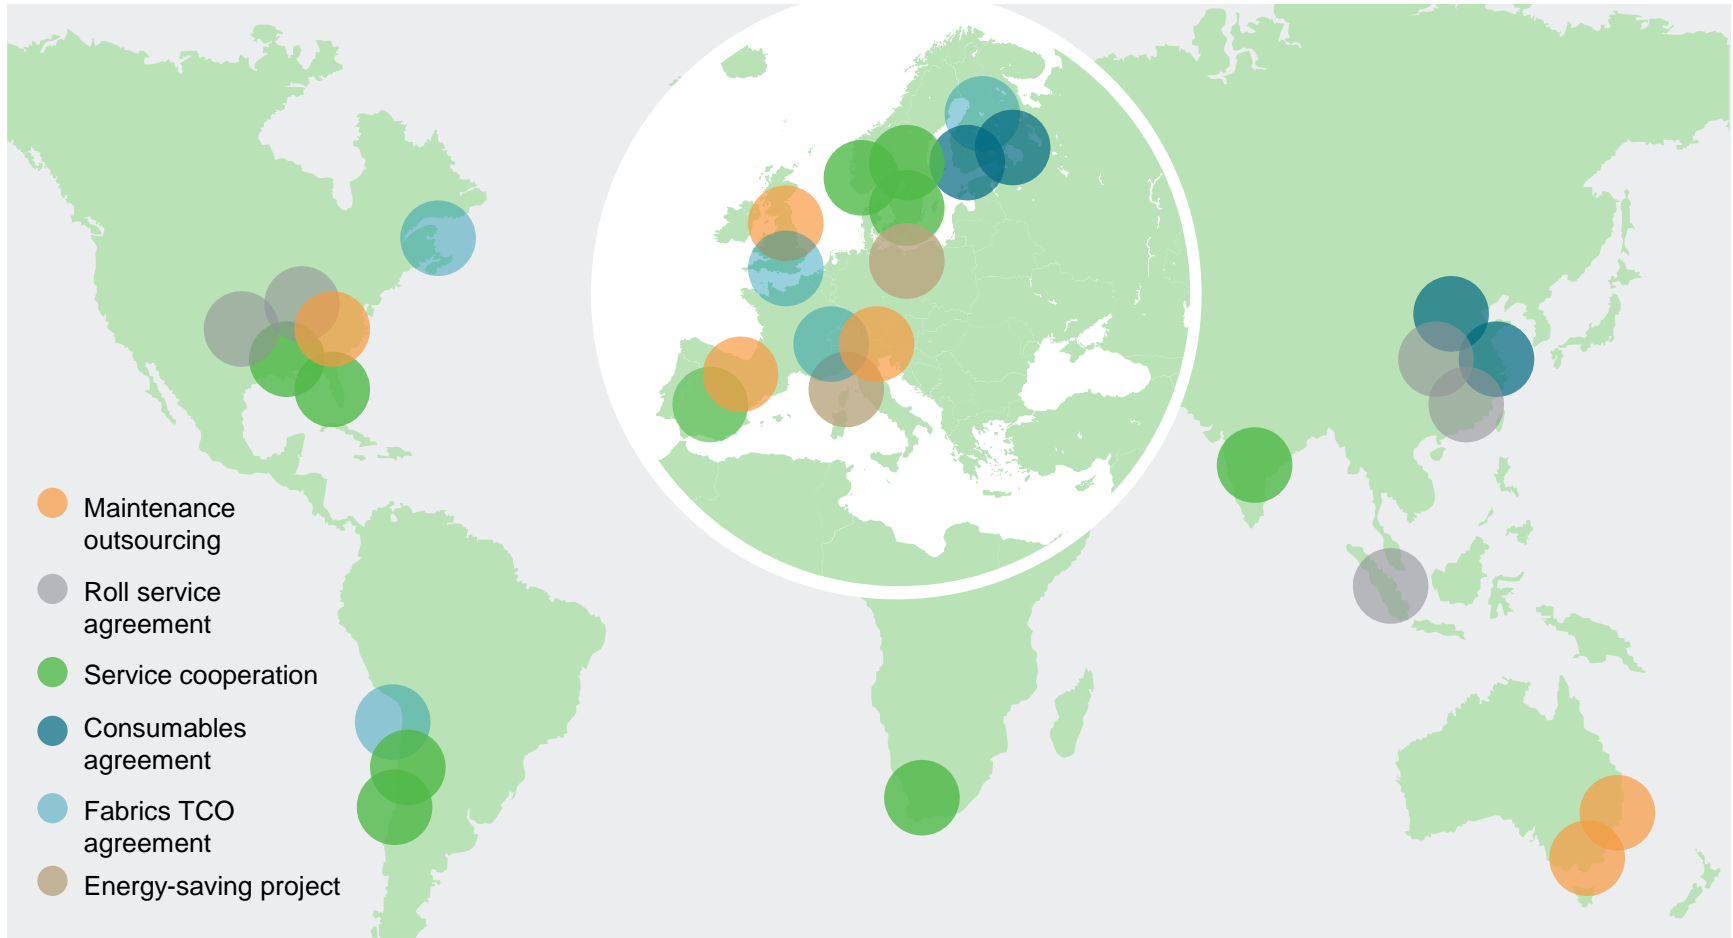 Maintenance
outsourcing
Roll service
agreement
Service cooperation
Consumables
agreement
Fabrics TCO
agreement
Energy-saving project